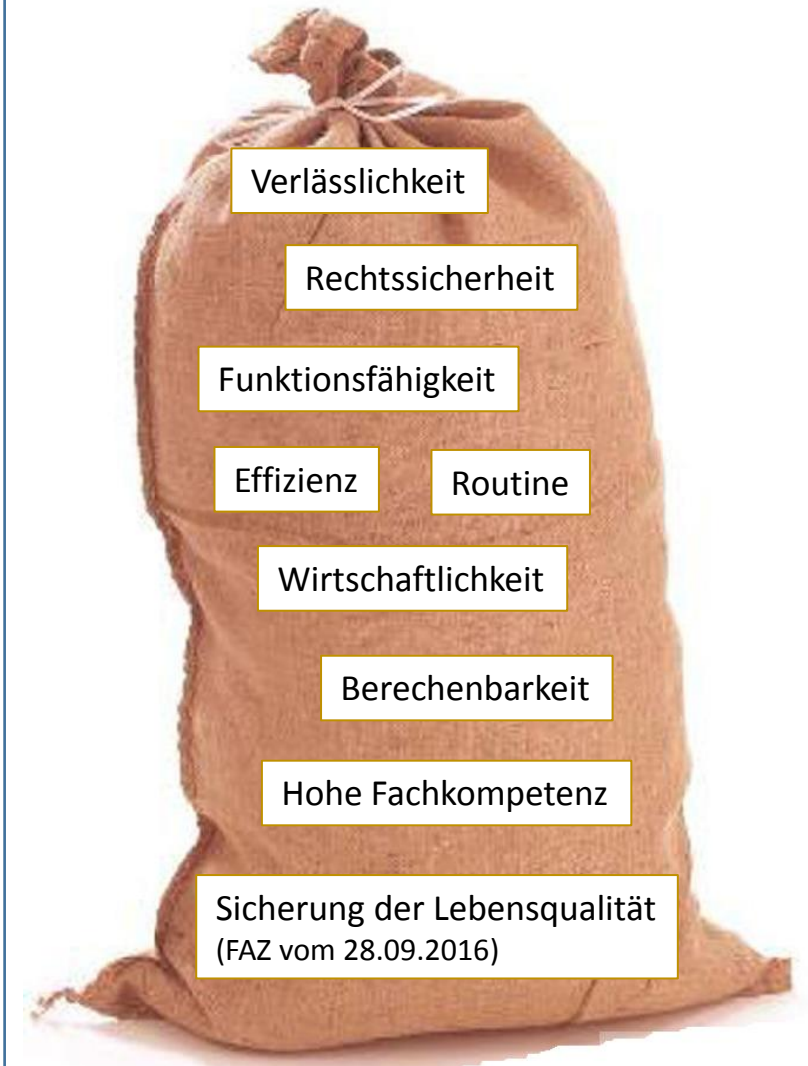 Verlässlichkeit
Rechtssicherheit
Funktionsfähigkeit
Effizienz
Routine
Wirtschaftlichkeit
Berechenbarkeit
Hohe Fachkompetenz
Sicherung der Lebensqualität
(FAZ vom 28.09.2016)